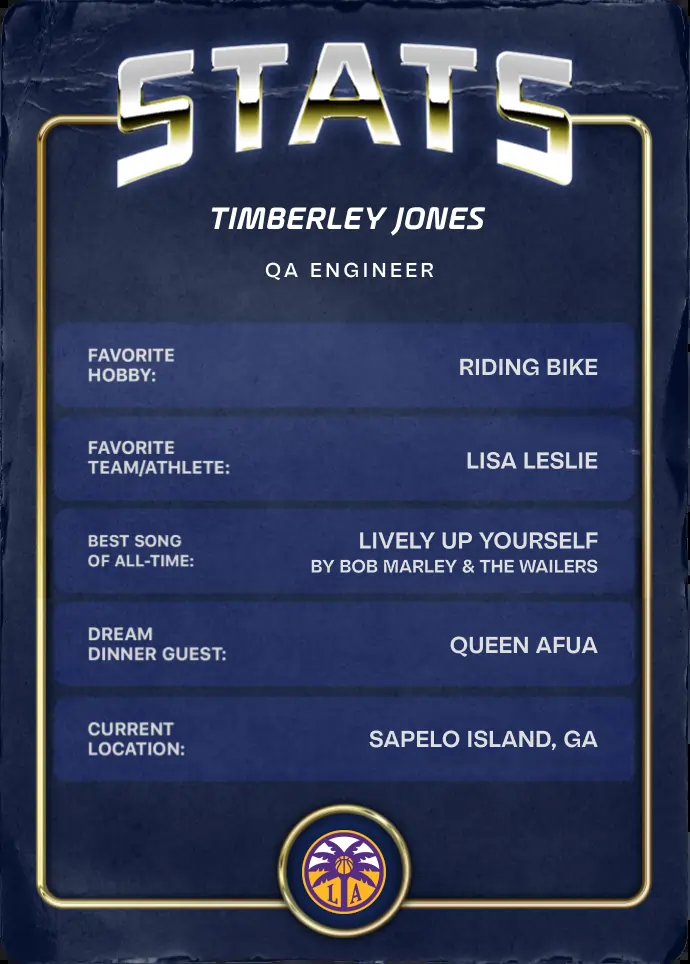 STATS
TIMBERLEY JONES
QA ENGINEER
FAVORITE
HOBBY:
RIDING BIKE
FAVORITE
TEAM/ATHLETE:
LISA LESLIE
BEST SONG
OF ALL-TIME:
LIVELY UP YOURSELF
BY BOB MARLEY & THE WAILERS
DREAM
DINNER GUEST:
QUEEN AFUA
CURRENT
LOCATION:
SAPELO ISLAND, GA
LA